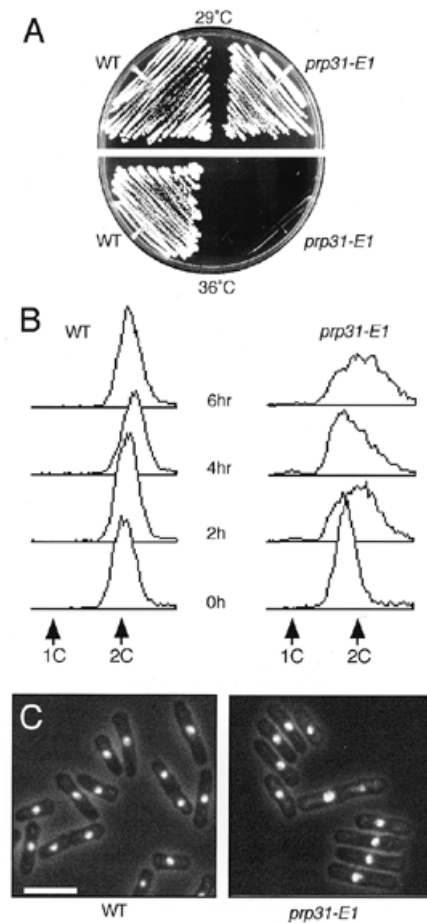 A
29°C
WT
prp31-E1
WT
prp31-E1
36°C
B
WT
prp31-E1
6hr
4hr
2h
0h
1C
2C
1C
2C
C
WT
prp31-E1